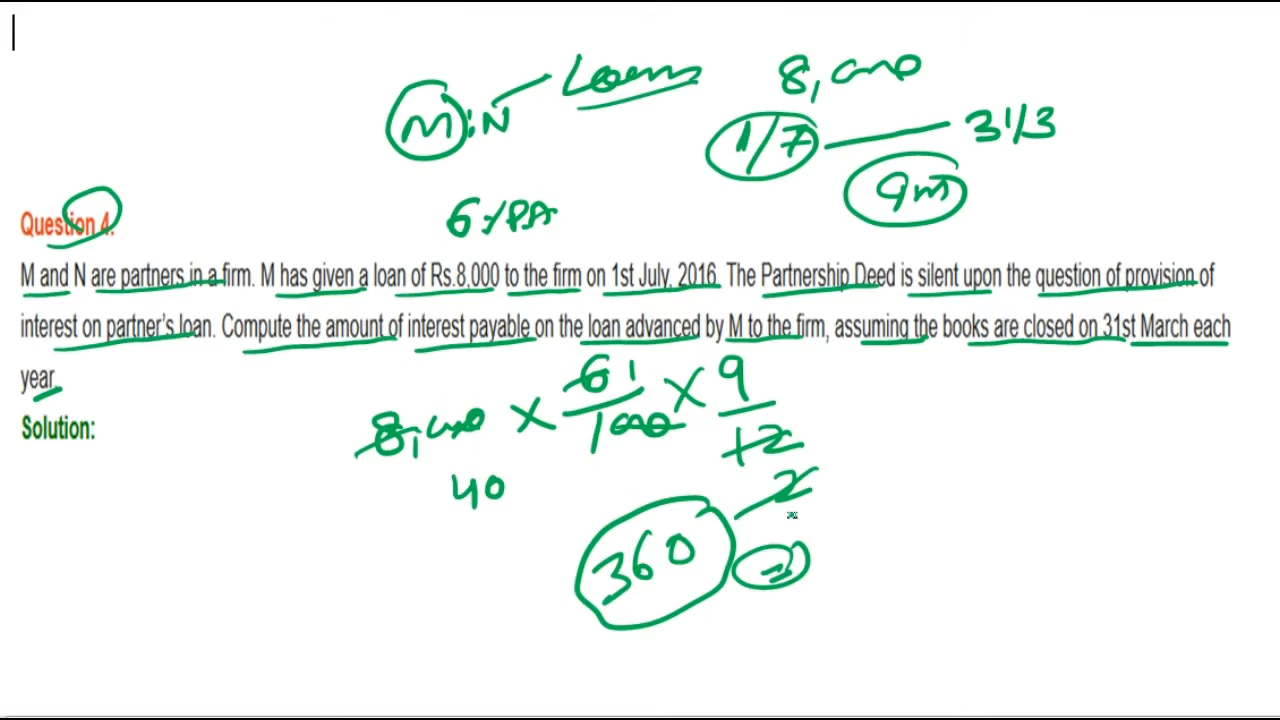 Loan 8,000
M:N
1/7 31/3
9m
6%PA
Question 4.
M and N are partners in a firm. M has given a loan of Rs.8,000 to the firm on 1st July, 2016. The Partnership Deed is silent upon the question of provision of
interest on partner's loan. Compute the amount of interest payable on the loan advanced by M to the firm, assuming the books are closed on 31st March each
year.
Solution:
8,000 × 6 1/100 × 9/12
40 2
360